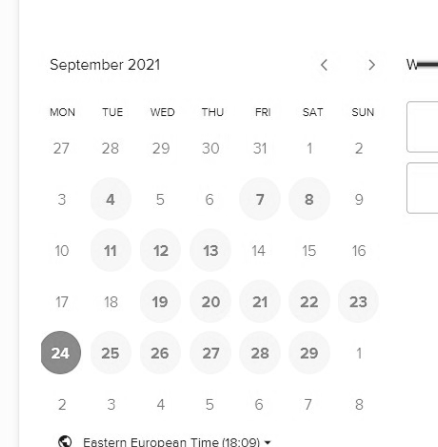 September 2021
MON TUE WED THU FRI SAT SUN
27 28 29 30 31 1 2
3 4 5 6 7 8 9
10 11 12 13 14 15 16
17 18 19 20 21 22 23
24 25 26 27 28 29 1
2 3 4 5 6 7 8
Eastern European Time (18:09)